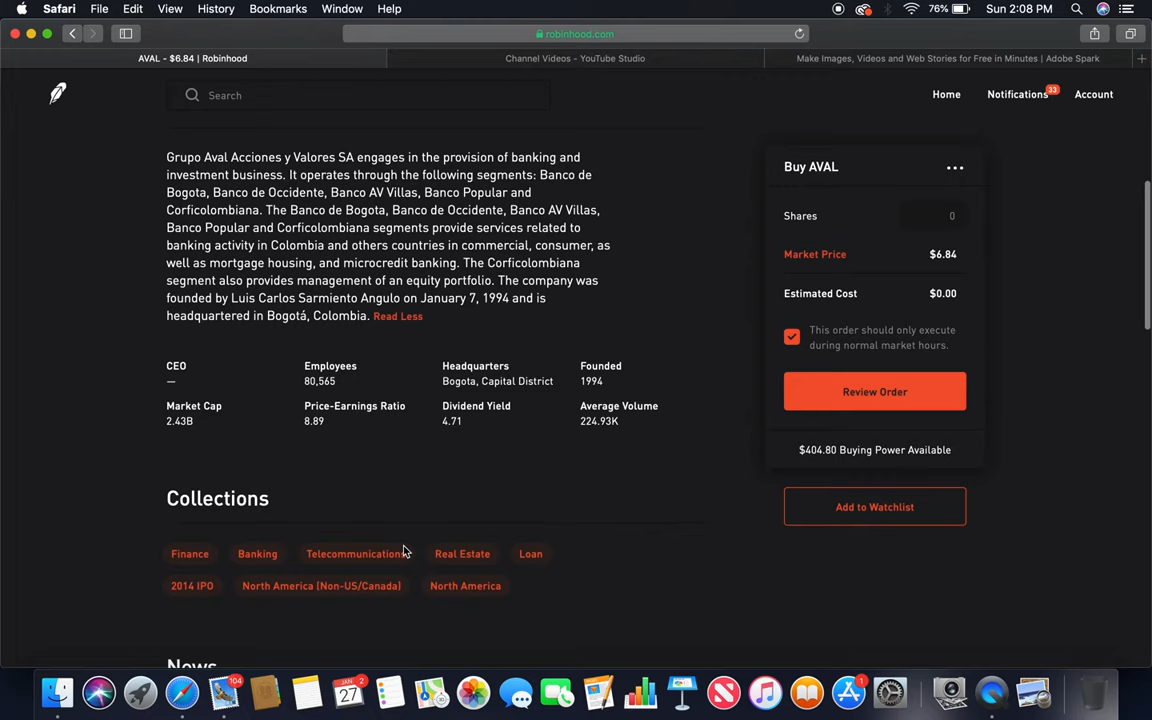 Safari File Edit View History Bookmarks Window Help 76% Sun 2:08 PM
robinhood.com
AVAL - $6.84 | Robinhood Channel Videos - YouTube Studio Make Images, Videos and Web Stories for Free in Minutes | Adobe Spark
Search Home Notifications 33 Account
Grupo Aval Acciones y Valores SA engages in the provision of banking and
investment business. It operates through the following segments: Banco de
Bogota, Banco de Occidente, Banco AV Villas, Banco Popular and
Corficolombiana. The Banco de Bogota, Banco de Occidente, Banco AV Villas,
Banco Popular and Corficolombiana segments provide services related to
banking activity in Colombia and others countries in commercial, consumer, as
well as mortgage housing, and microcredit banking. The Corficolombiana
segment also provides management of an equity portfolio. The company was
founded by Luis Carlos Sarmiento Angulo on January 7, 1994 and is
headquartered in Bogotá, Colombia. Read Less
CEO Employees Headquarters Founded
— 80,565 Bogota, Capital District 1994
Market Cap Price-Earnings Ratio Dividend Yield Average Volume
2.43B 8.89 4.71 224.93K
Collections
Finance Banking Telecommunications Real Estate Loan
2014 IPO North America (Non-US/Canada) North America
News
Buy AVAL
Shares 0
Market Price $6.84
Estimated Cost $0.00
This order should only execute
during normal market hours.
Review Order
$404.80 Buying Power Available
Add to Watchlist
104 27 2 1